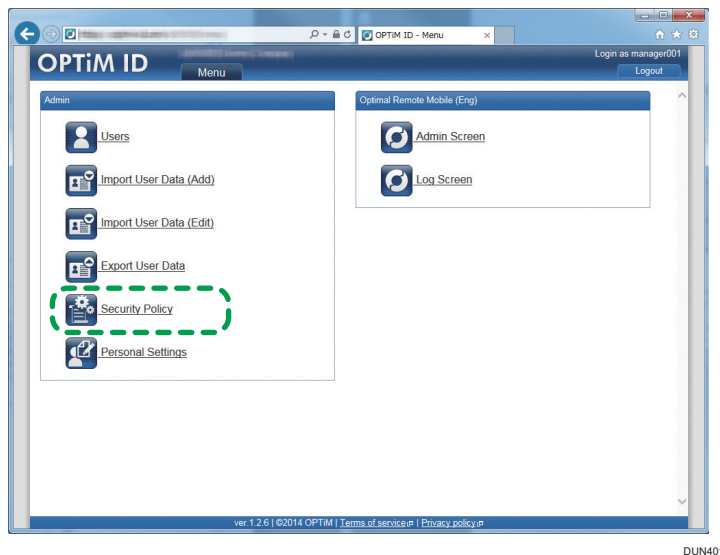 OPTiM ID - Menu
OPTiM ID
Menu
Login as manager001
Logout
Admin
Users
Import User Data (Add)
Import User Data (Edit)
Export User Data
Security Policy
Personal Settings
Optimal Remote Mobile (Eng)
Admin Screen
Log Screen
ver.1.2.6 | ©2014 OPTiM | Terms of service | Privacy policy
DUN40